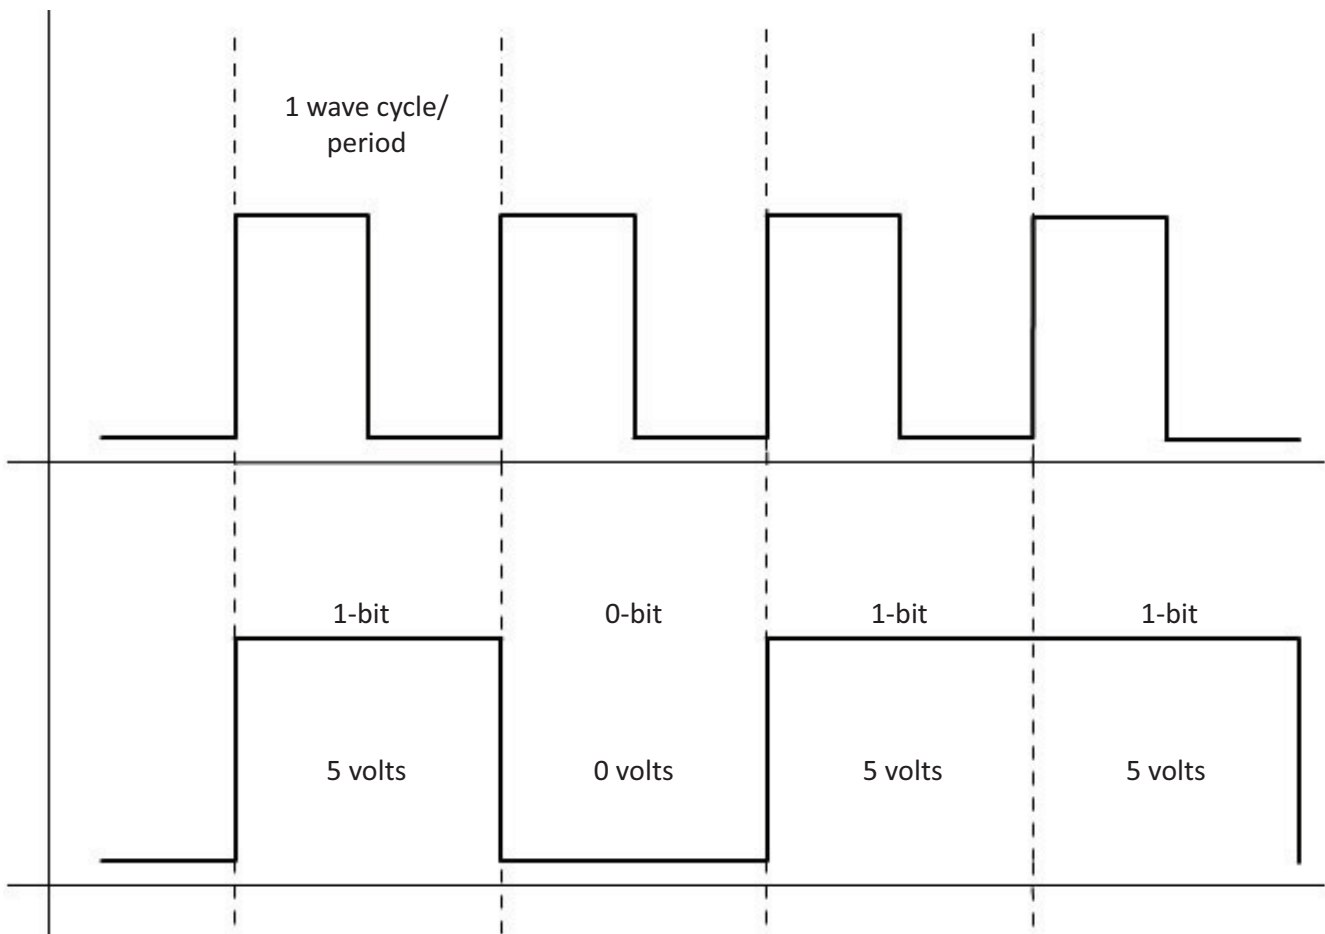 1 wave cycle/
period
1-bit
0-bit
1-bit
1-bit
5 volts
0 volts
5 volts
5 volts